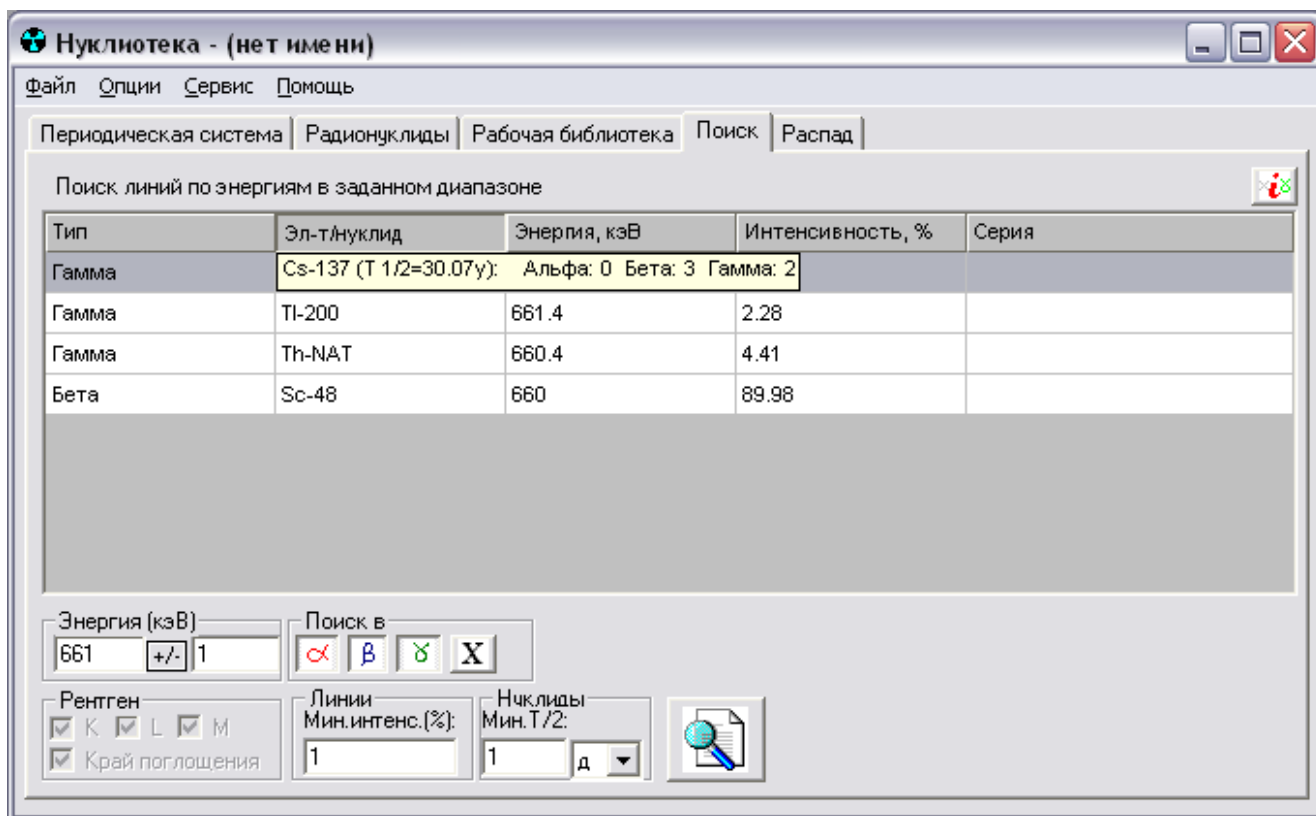 Нуклиотека - (нет имени)
Файл Опции Сервис Помощь
Периодическая система Радионуклиды Рабочая библиотека Поиск Распад
Поиск линий по энергиям в заданном диапазоне
Тип Эл-т/нуклид Энергия, кэВ Интенсивность, % Серия
Гамма Cs-137 (T 1/2=30.07y): Альфа: 0 Бета: 3 Гамма: 2
Гамма Tl-200 661.4 2.28
Гамма Th-NAT 660.4 4.41
Бета Sc-48 660 89.98
Энергия (кэВ) Поиск в
661 +/- 1 α β γ X
Рентген Линии Нуклиды
K L M Мин.интенс.(%): Мин.T/2:
Край поглощения 1 1 д